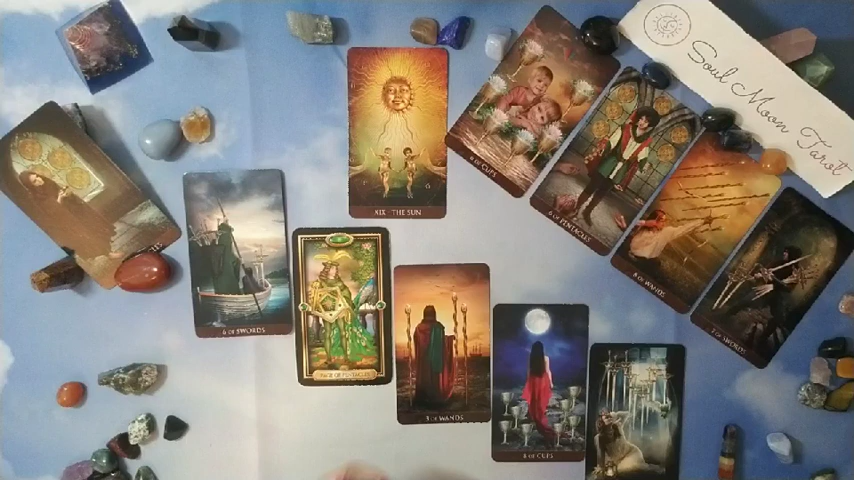 Soul Moon Tarot
XIX · THE SUN
6 OF CUPS
6 OF PENTACLES
8 OF WANDS
7 OF SWORDS
6 OF SWORDS
PAGE OF PENTACLES
3 OF WANDS
8 OF CUPS